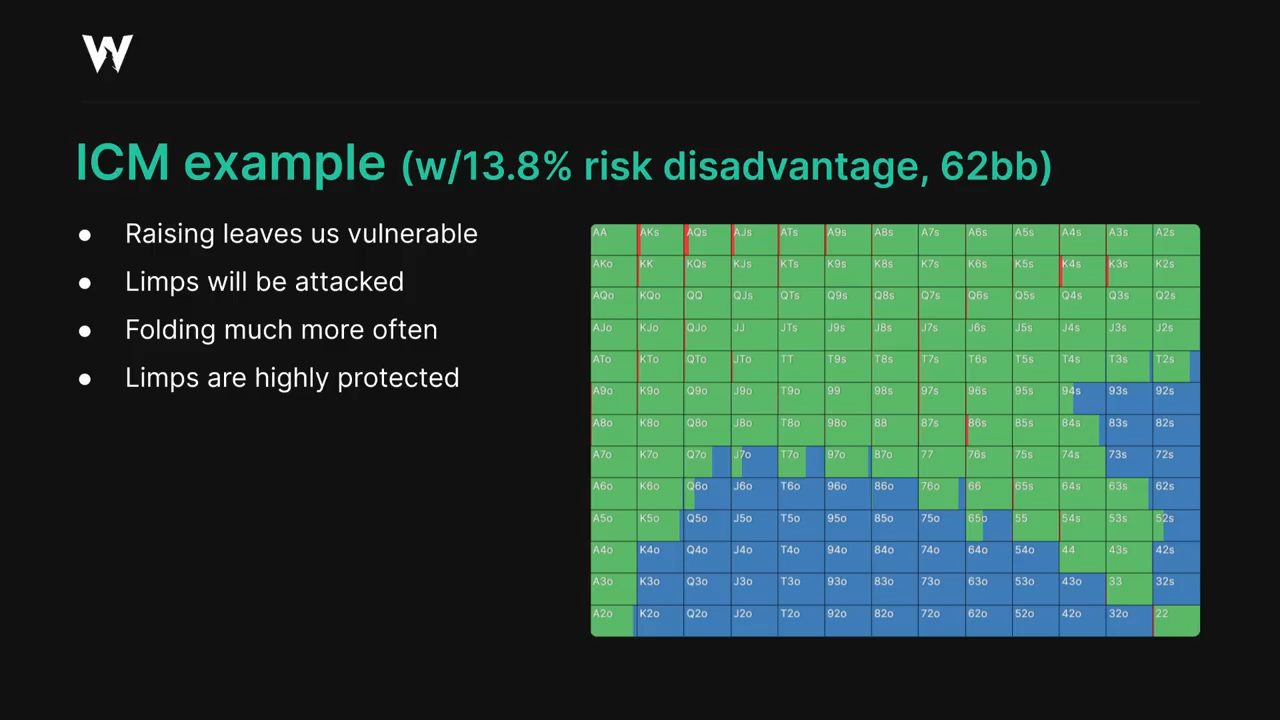 W
ICM example (w/13.8% risk disadvantage, 62bb)
● Raising leaves us vulnerable
● Limps will be attacked
● Folding much more often
● Limps are highly protected
AA AKs AQs AJs ATs A9s A8s A7s A6s A5s A4s A3s A2s
AKo KK KQs KJs KTs K9s K8s K7s K6s K5s K4s K3s K2s
AQo KQo QQ QJs QTs Q9s Q8s Q7s Q6s Q5s Q4s Q3s Q2s
AJo KJo QJo JJ JTs J9s J8s J7s J6s J5s J4s J3s J2s
ATo KTo QTo JTo TT T9s T8s T7s T6s T5s T4s T3s T2s
A9o K9o Q9o J9o T9o 99 98s 97s 96s 95s 94s 93s 92s
A8o K8o Q8o J8o T8o 98o 88 87s 86s 85s 84s 83s 82s
A7o K7o Q7o J7o T7o 97o 87o 77 76s 75s 74s 73s 72s
A6o K6o Q6o J6o T6o 96o 86o 76o 66 65s 64s 63s 62s
A5o K5o Q5o J5o T5o 95o 85o 75o 65o 55 54s 53s 52s
A4o K4o Q4o J4o T4o 94o 84o 74o 64o 54o 44 43s 42s
A3o K3o Q3o J3o T3o 93o 83o 73o 63o 53o 43o 33 32s
A2o K2o Q2o J2o T2o 92o 82o 72o 62o 52o 42o 32o 22